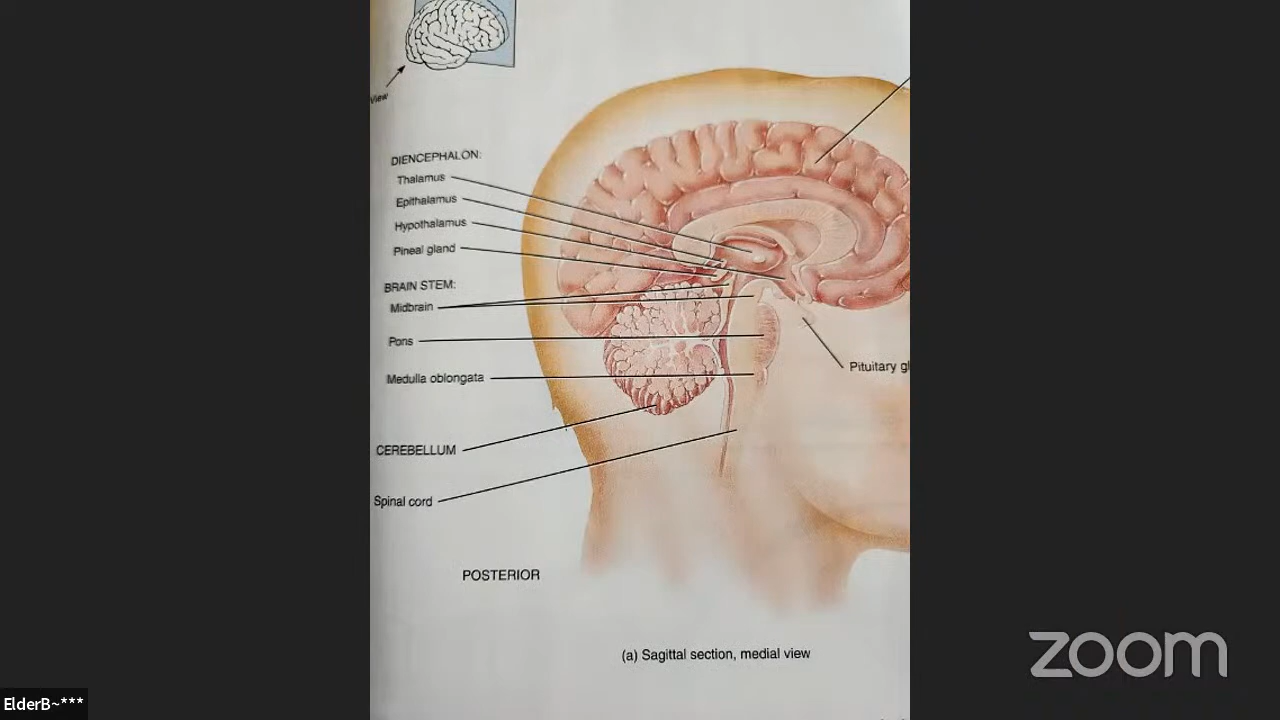 View
DIENCEPHALON:
Thalamus
Epithalamus
Hypothalamus
Pineal gland
BRAIN STEM:
Midbrain
Pons
Medulla oblongata
Pituitary gl
CEREBELLUM
Spinal cord
POSTERIOR
(a) Sagittal section, medial view
zoom
ElderB~***